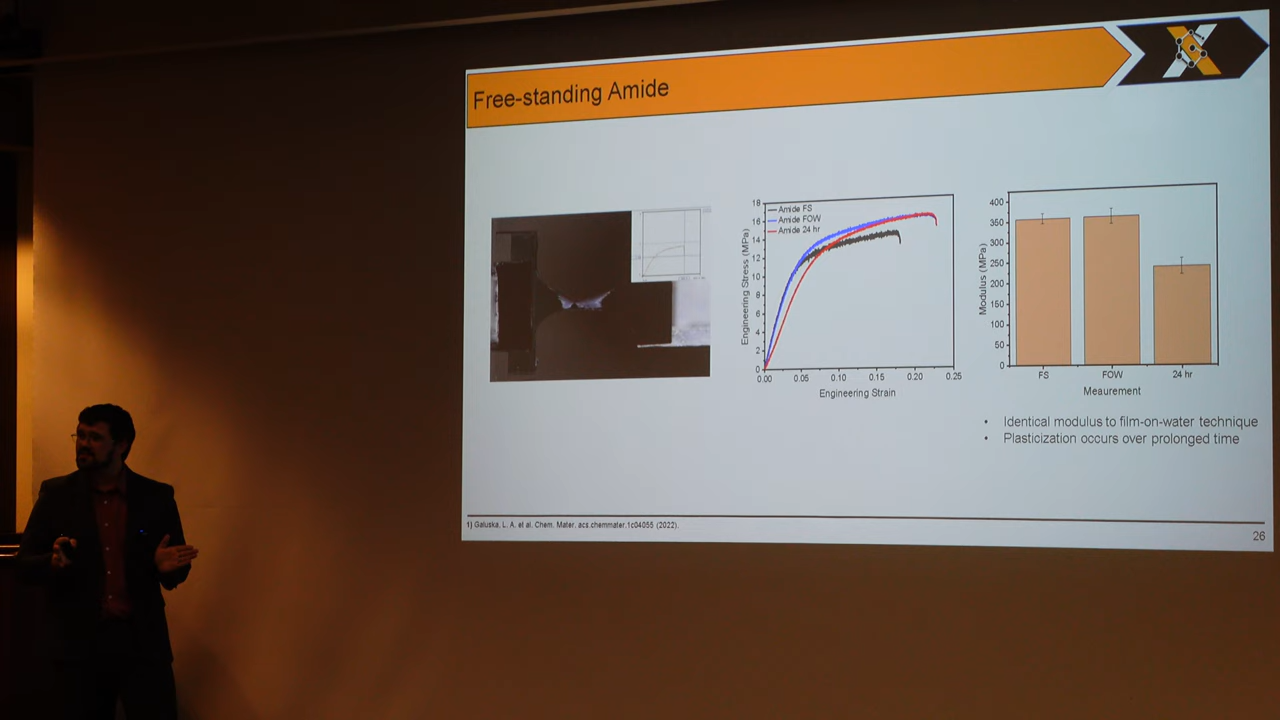 Free-standing Amide
18
16
14
12
10
8
6
4
2
0
Engineering Stress (MPa)
Amide FS
Amide FOW
Amide 24 hr
0.00
0.05
0.10
0.15
0.20
0.25
Engineering Strain
400
350
300
250
200
150
100
50
0
Modulus (MPa)
FS
FOW
24 hr
Meaurement
• Identical modulus to film-on-water technique
• Plasticization occurs over prolonged time
1) Galuska, L. A. et al. Chem. Mater. acs.chemmater.1c04055 (2022).
26